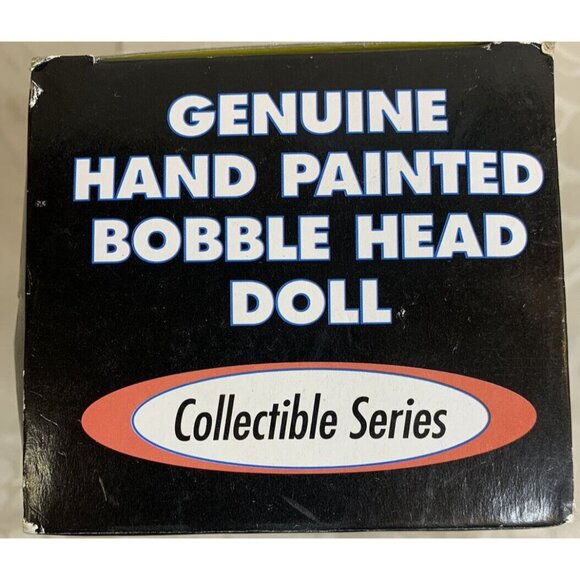 GENUINE
HAND PAINTED
BOBBLE HEAD
DOLL
Collectible Series